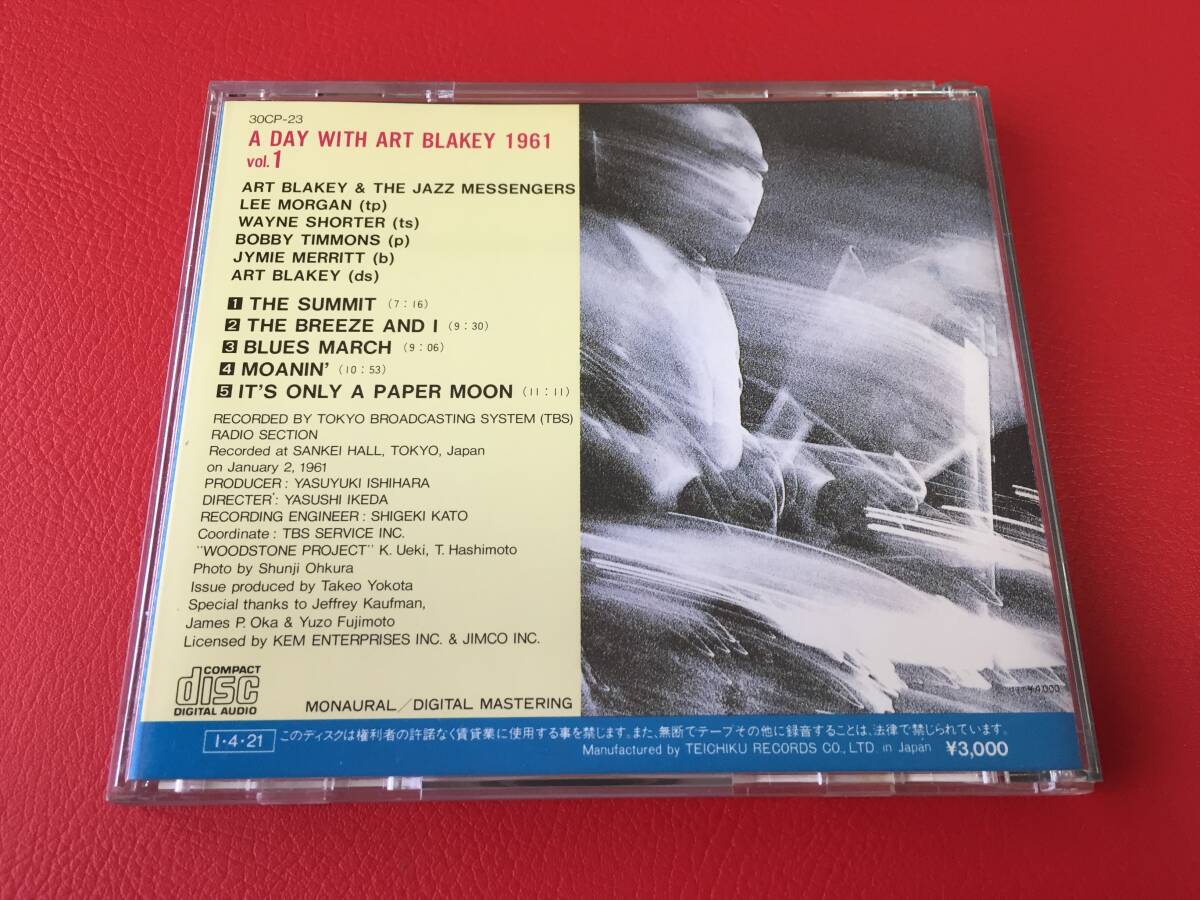 30CP-23
A DAY WITH ART BLAKEY 1961
vol.1
ART BLAKEY & THE JAZZ MESSENGERS
LEE MORGAN (tp)
WAYNE SHORTER (ts)
BOBBY TIMMONS (p)
JYMIE MERRITT (b)
ART BLAKEY (ds)
1 THE SUMMIT (7:16)
2 THE BREEZE AND I (9:30)
3 BLUES MARCH (9:06)
4 MOANIN' (10:53)
5 IT'S ONLY A PAPER MOON (11:11)
RECORDED BY TOKYO BROADCASTING SYSTEM (TBS)
RADIO SECTION
Recorded at SANKEI HALL, TOKYO, Japan
on January 2, 1961
PRODUCER: YASUYUKI ISHIHARA
DIRECTER: YASUSHI IKEDA
RECORDING ENGINEER: SHIGEKI KATO
Coordinate: TBS SERVICE INC.
"WOODSTONE PROJECT" K. Ueki, T. Hashimoto
Photo by Shunji Ohkura
Issue produced by Takeo Yokota
Special thanks to Jeffrey Kaufman,
James P. Oka & Yuzo Fujimoto
Licensed by KEM ENTERPRISES INC. & JIMCO INC.
COMPACT
disc
DIGITAL AUDIO
MONAURAL/DIGITAL MASTERING
I・4・21 このディスクは権利者の許諾なく賃貸業に使用する事を禁じます。また、無断でテープその他に録音することは、法律で禁じられています。
Manufactured by TEICHIKU RECORDS CO., LTD. in Japan ¥3,000